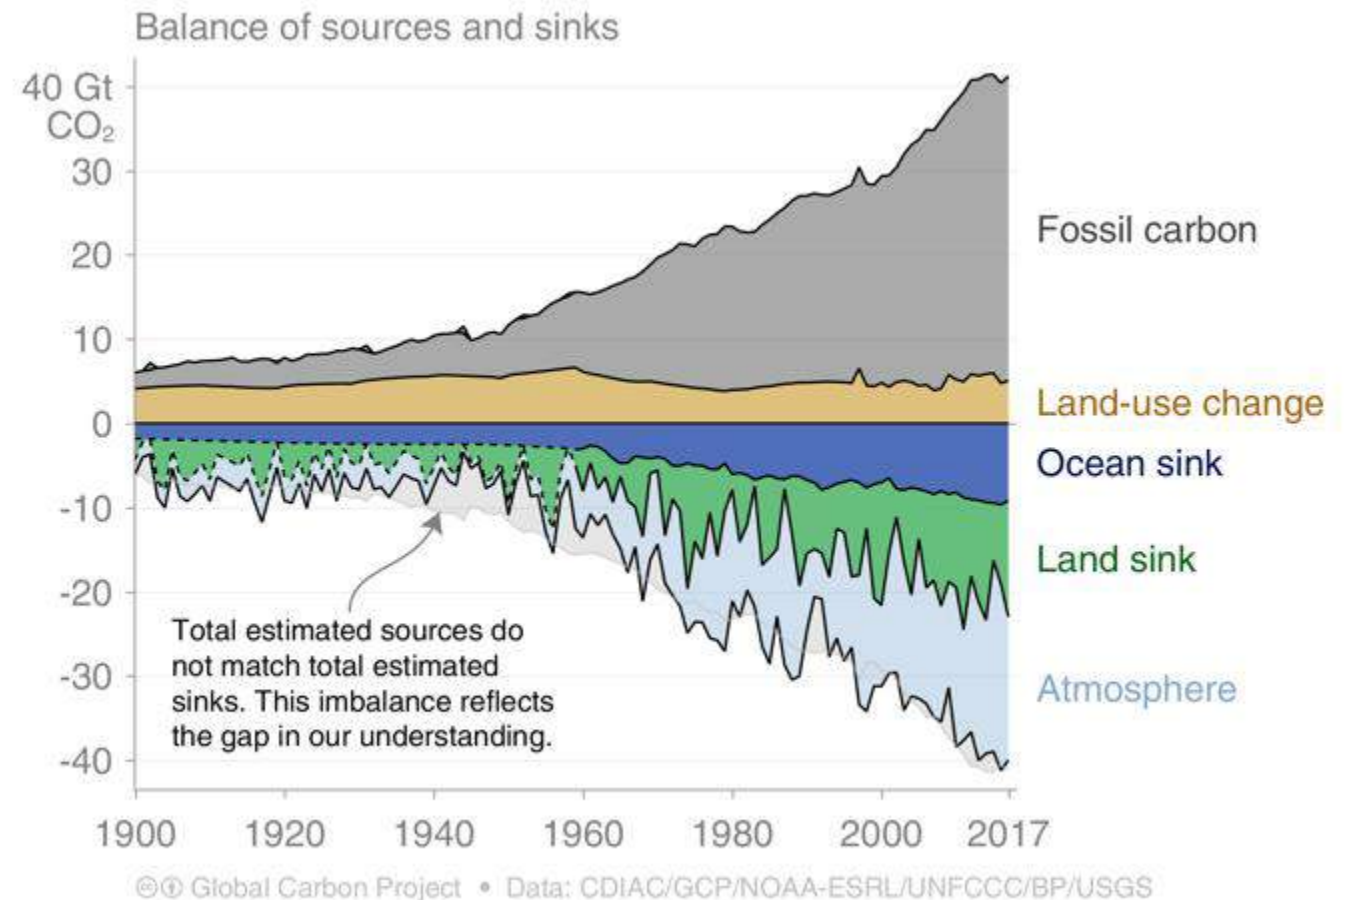 Balance of sources and sinks
40 Gt
CO₂
30
20
10
0
-10
-20
-30
-40
Fossil carbon
Land-use change
Ocean sink
Land sink
Atmosphere
Total estimated sources do
not match total estimated
sinks. This imbalance reflects
the gap in our understanding.
1900 1920 1940 1960 1980 2000 2017
Global Carbon Project • Data: CDIAC/GCP/NOAA-ESRL/UNFCCC/BP/USGS